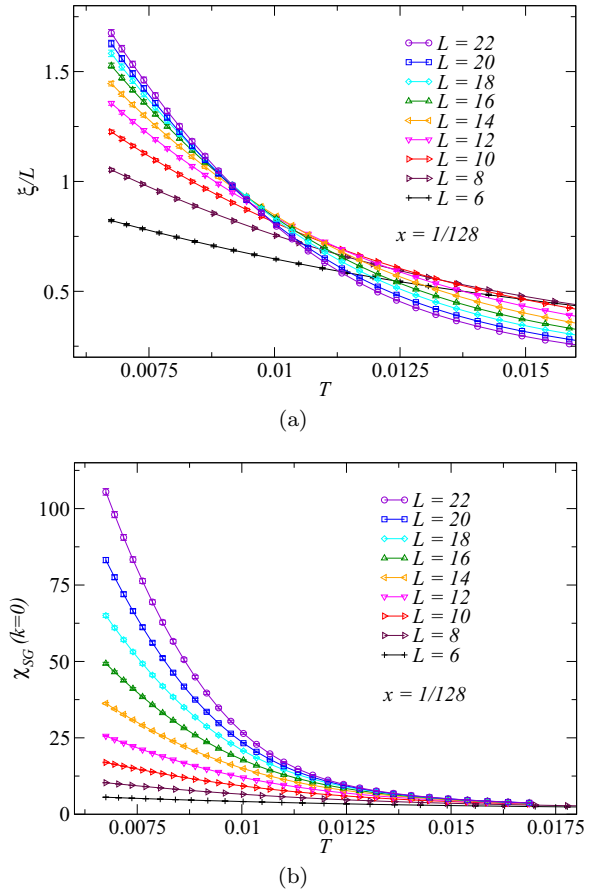 1.5
1
0.5
ξ/L
L = 22
L = 20
L = 18
L = 16
L = 14
L = 12
L = 10
L = 8
L = 6
x = 1/128
0.0075 0.01 0.0125 0.015
T
(a)
100
75
50
25
0
χSG (k=0)
L = 22
L = 20
L = 18
L = 16
L = 14
L = 12
L = 10
L = 8
L = 6
x = 1/128
0.0075 0.01 0.0125 0.015 0.0175
T
(b)